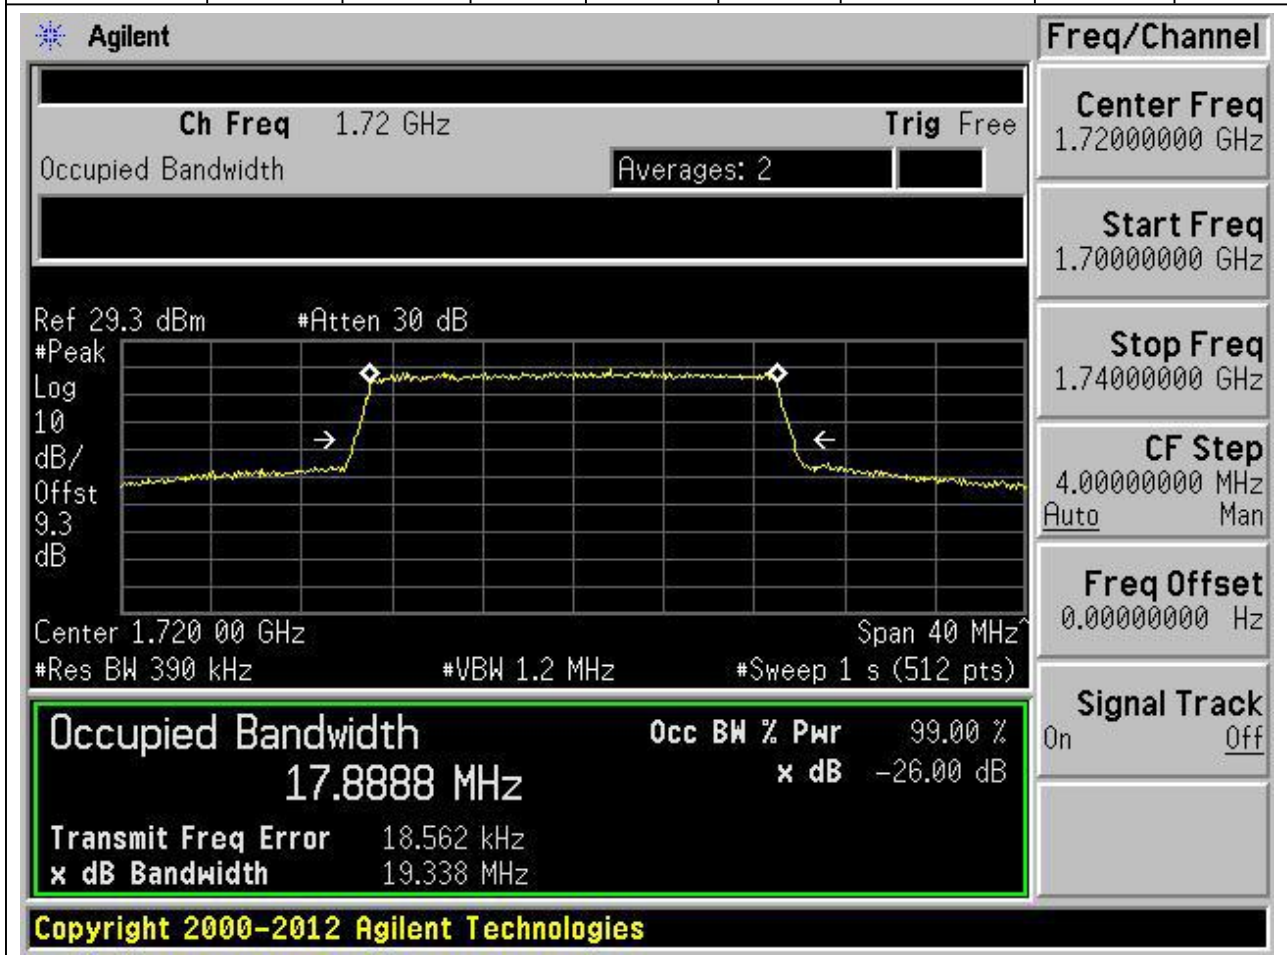 Agilent
Freq/Channel
Ch Freq 1.72 GHz Trig Free
Occupied Bandwidth Averages: 2
Center Freq
1.72000000 GHz
Start Freq
1.70000000 GHz
Stop Freq
1.74000000 GHz
CF Step
4.00000000 MHz
Auto Man
Freq Offset
0.00000000 Hz
Signal Track
On Off
Ref 29.3 dBm #Atten 30 dB
#Peak
Log
10
dB/
Offst
9.3
dB
Center 1.720 00 GHz Span 40 MHz^
#Res BW 390 kHz #VBW 1.2 MHz #Sweep 1 s (512 pts)
Occupied Bandwidth Occ BW % Pwr 99.00 %
17.8888 MHz x dB -26.00 dB
Transmit Freq Error 18.562 kHz
x dB Bandwidth 19.338 MHz
Copyright 2000-2012 Agilent Technologies